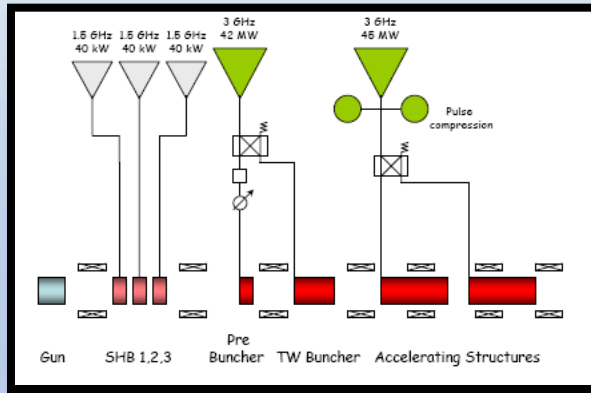 1.5 GHz 1.5 GHz 1.5 GHz
40 kW 40 kW 40 kW
3 GHz
42 MW
3 GHz
45 MW
Pulse
compression
Gun
SHB 1,2,3
Pre
Buncher
TW Buncher
Accelerating Structures